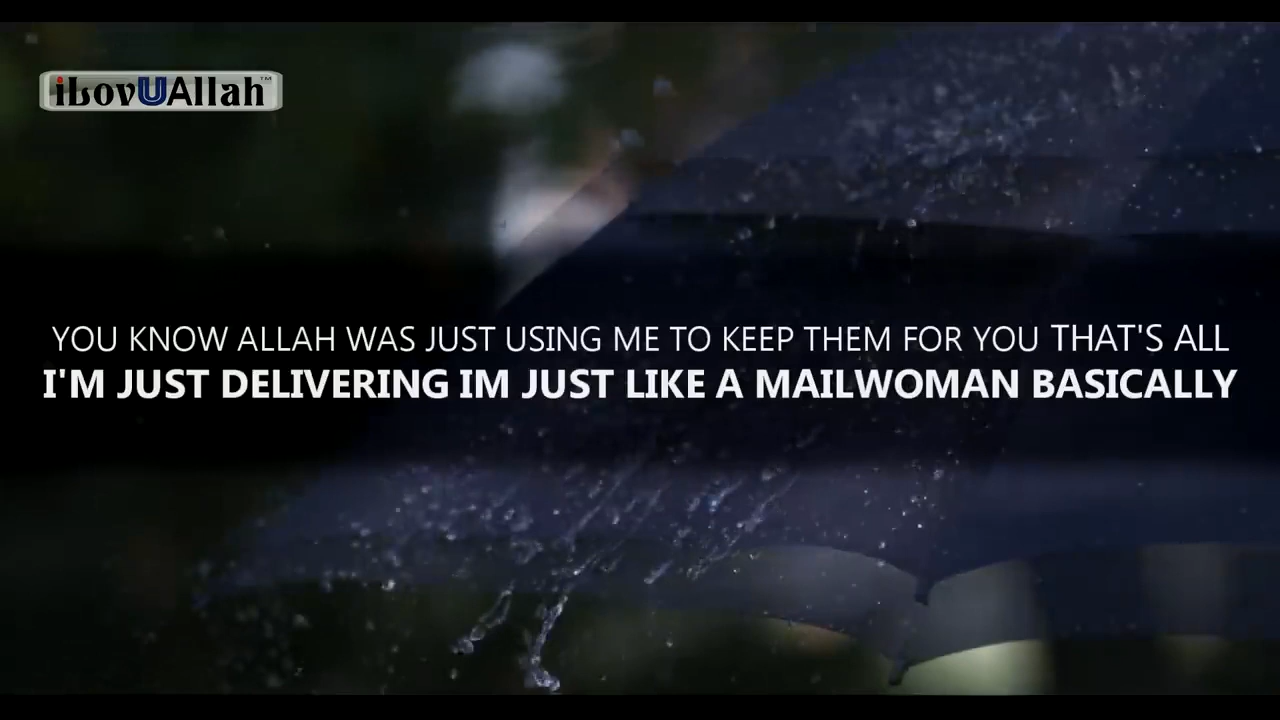 iLovUAllah™
YOU KNOW ALLAH WAS JUST USING ME TO KEEP THEM FOR YOU THAT'S ALL
I'M JUST DELIVERING IM JUST LIKE A MAILWOMAN BASICALLY